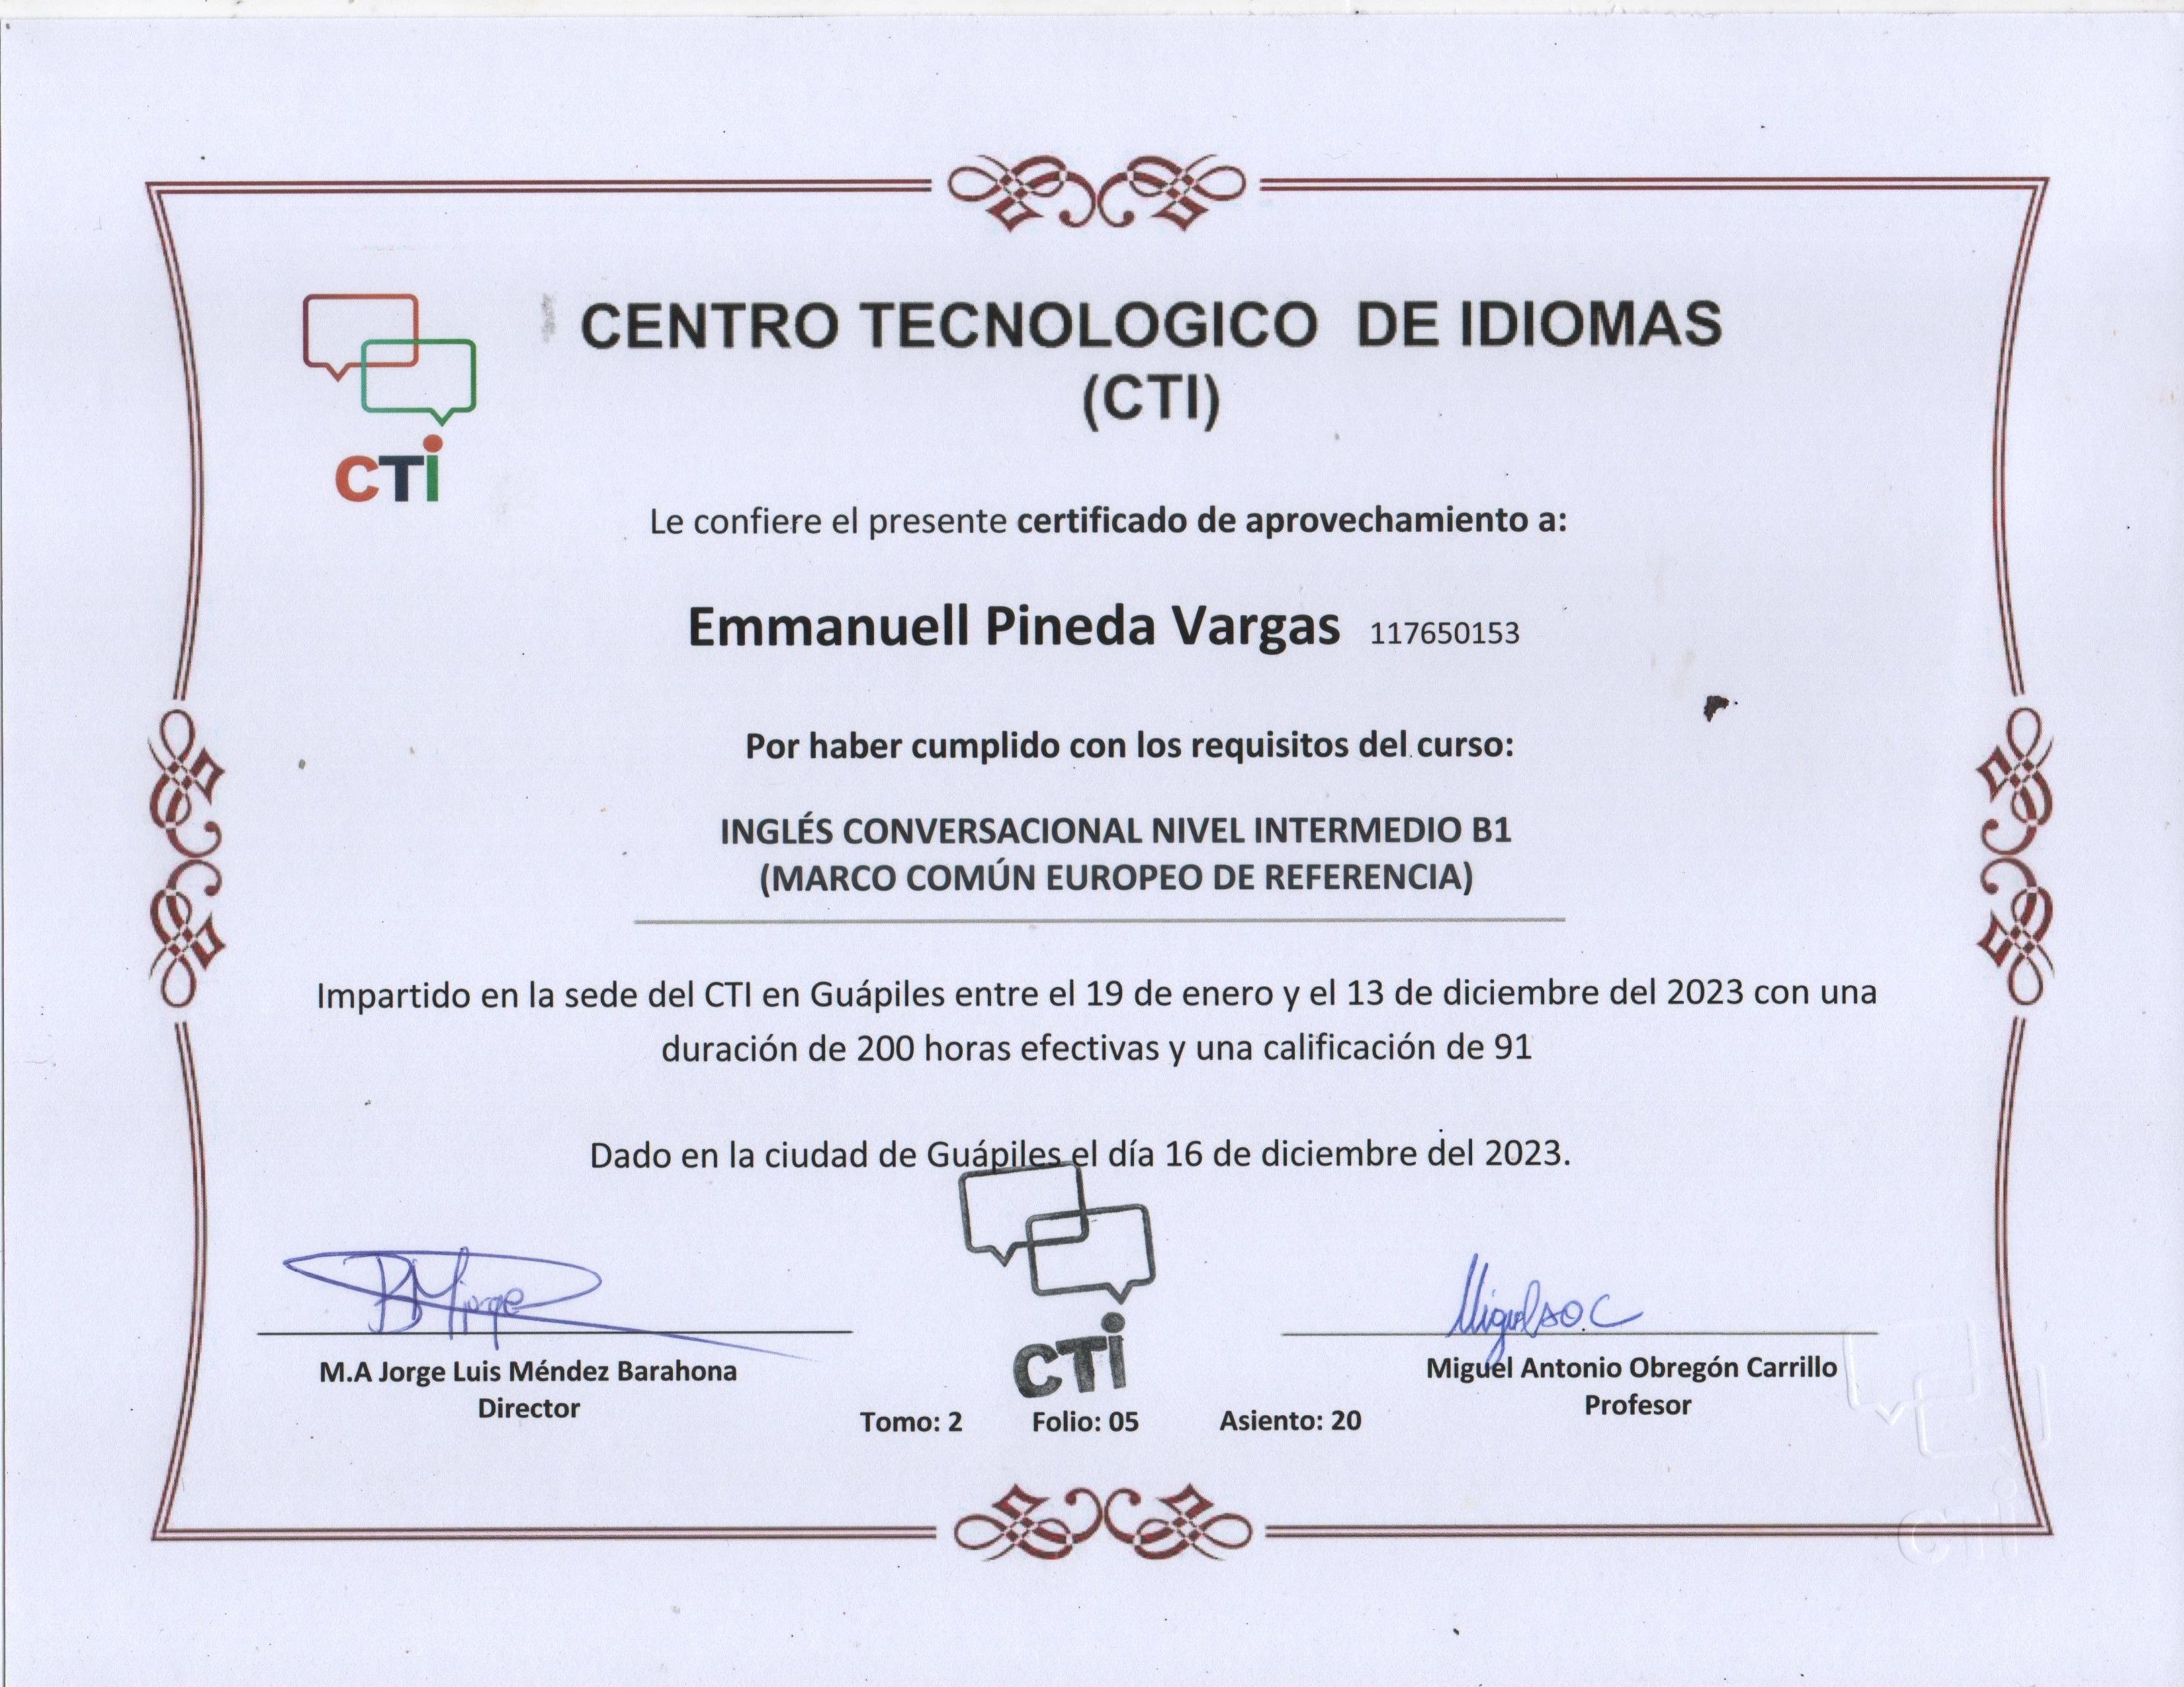 CTi
CENTRO TECNOLOGICO DE IDIOMAS
(CTI)
Le confiere el presente certificado de aprovechamiento a:
Emmanuell Pineda Vargas 117650153
Por haber cumplido con los requisitos del curso:
INGLÉS CONVERSACIONAL NIVEL INTERMEDIO B1
(MARCO COMÚN EUROPEO DE REFERENCIA)
Impartido en la sede del CTI en Guápiles entre el 19 de enero y el 13 de diciembre del 2023 con una
duración de 200 horas efectivas y una calificación de 91
Dado en la ciudad de Guápiles el día 16 de diciembre del 2023.
CTi
M.A Jorge Luis Méndez Barahona
Director
Miguel Antonio Obregón Carrillo
Profesor
Tomo: 2 Folio: 05 Asiento: 20
CTi